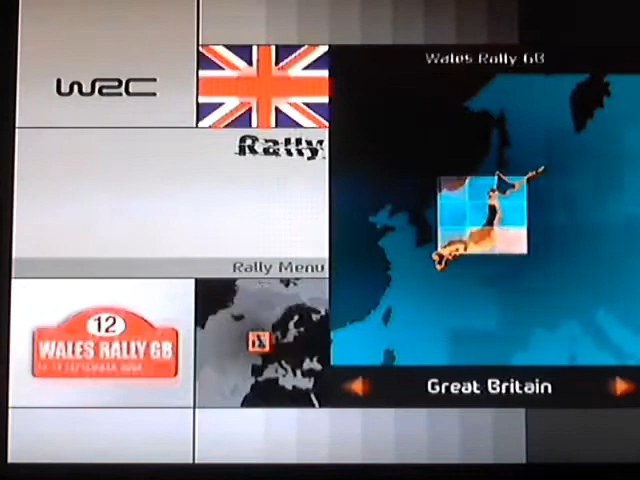 WRC
Wales Rally GB
Rally
Rally Menu
12
WALES RALLY GB
Great Britain